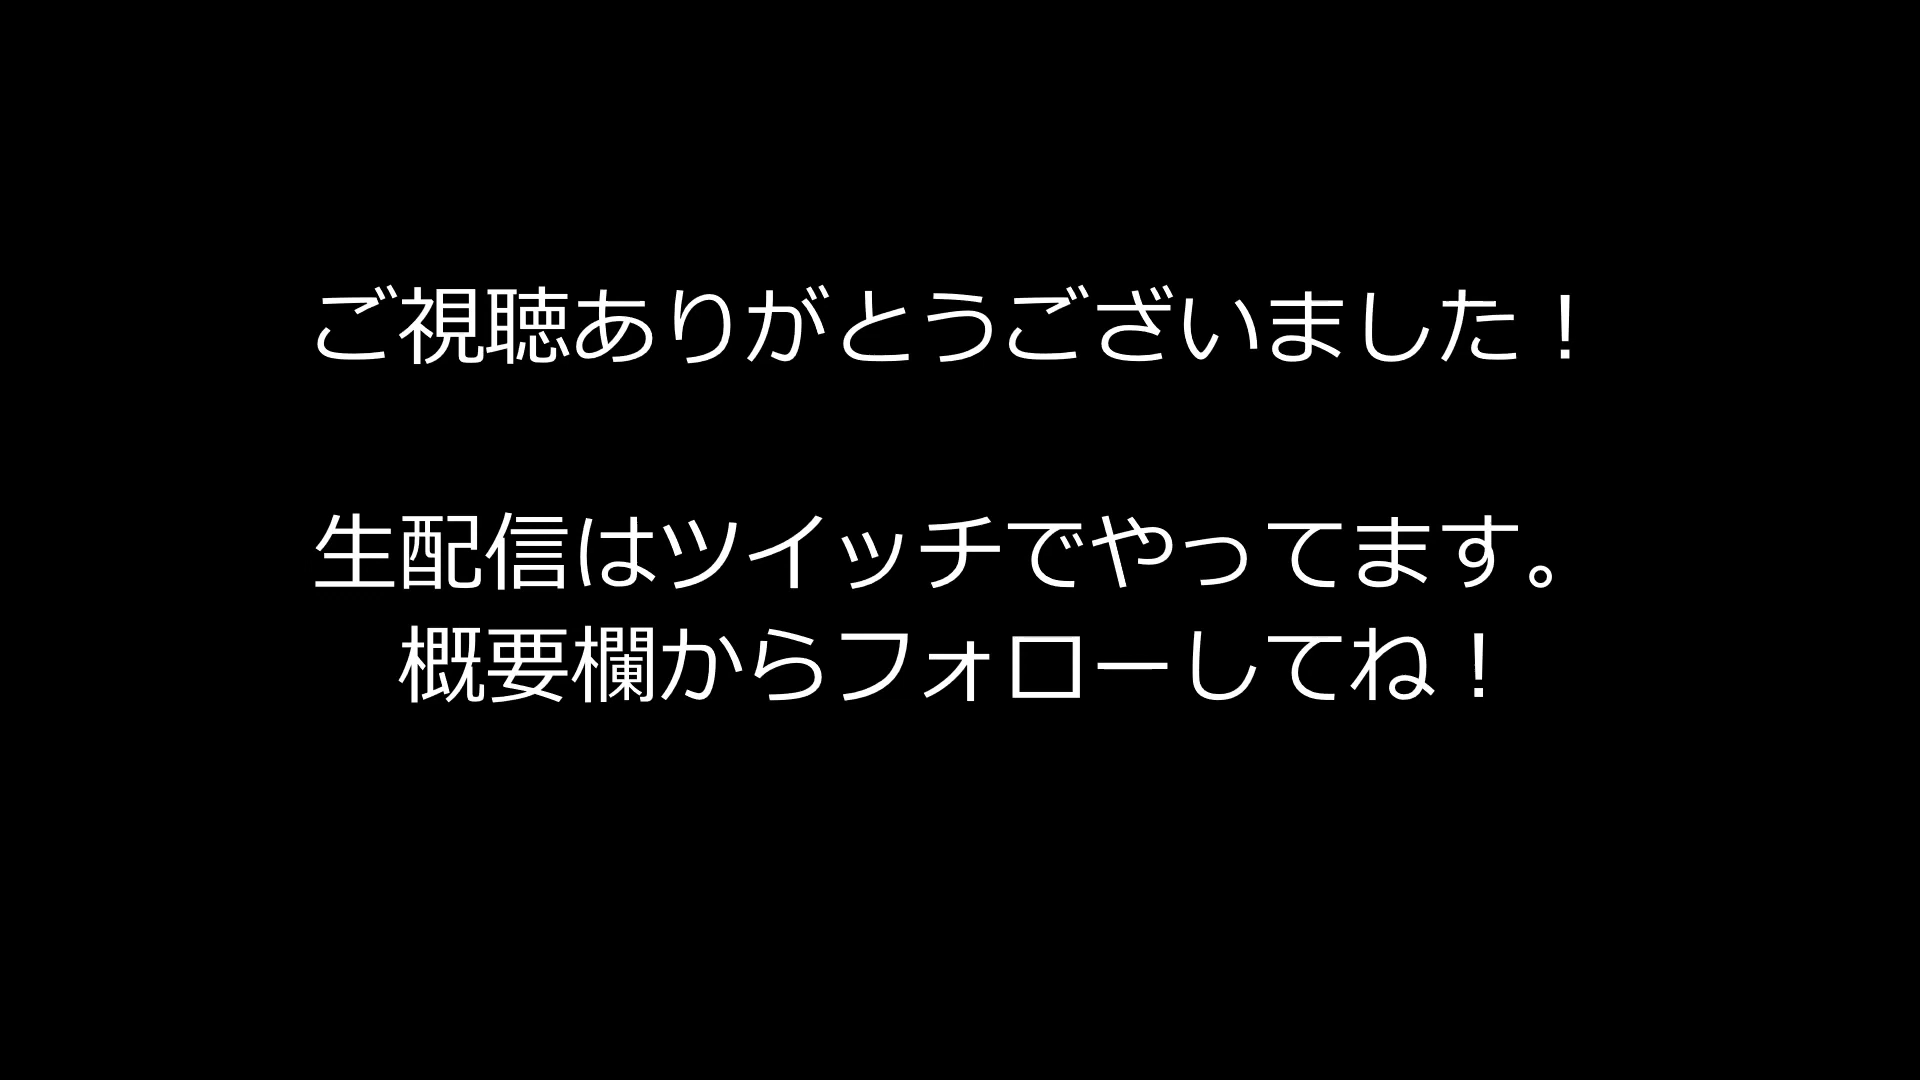 ご視聴ありがとうございました！
生配信はツイッチでやってます。
概要欄からフォローしてね！